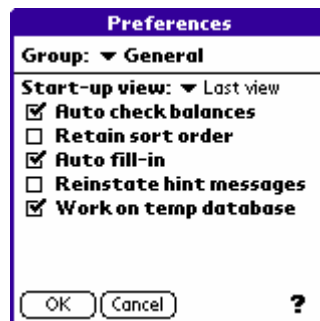 Preferences
Group: General
Start-up view: Last view
Auto check balances
Retain sort order
Auto fill-in
Reinstate hint messages
Work on temp database
OK Cancel ?